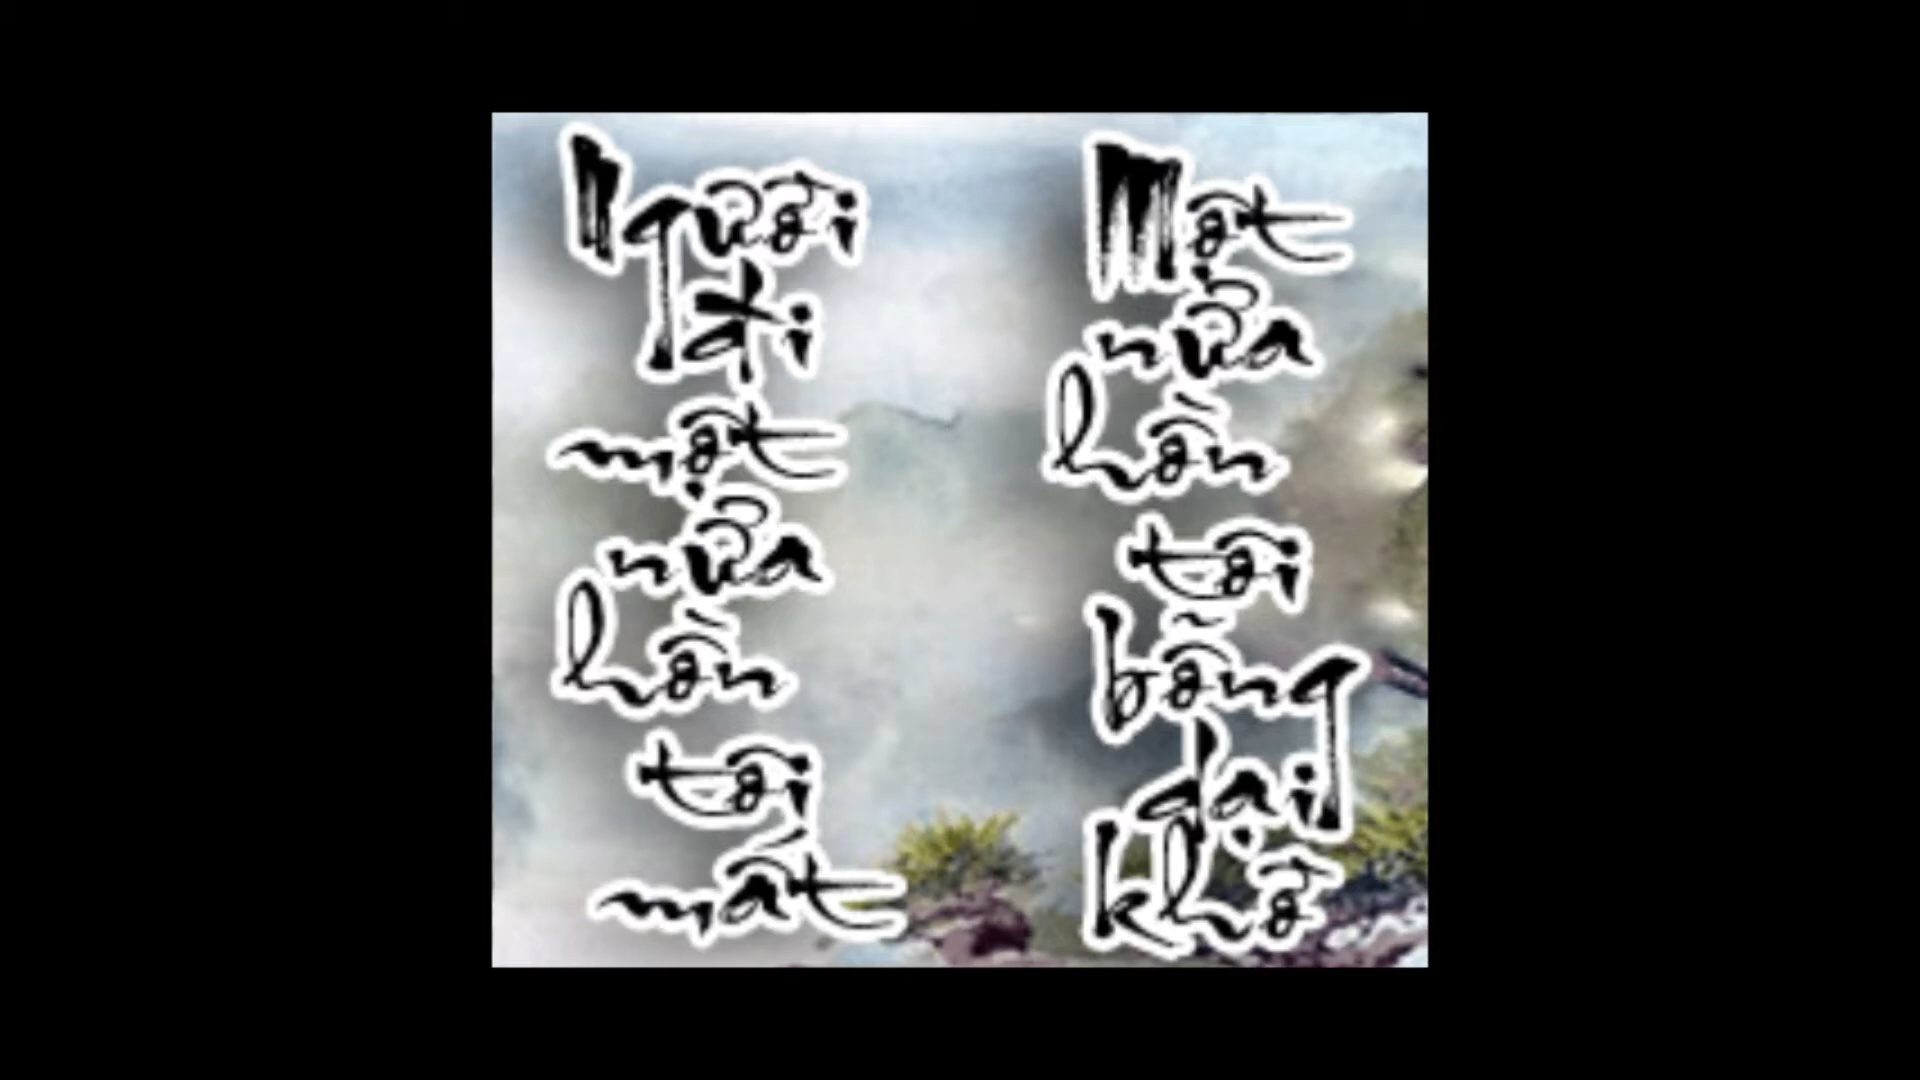 Người
đi
một
nửa
hồn
tôi
mất
Một
nửa
hồn
tôi
bỗng
dại
khờ